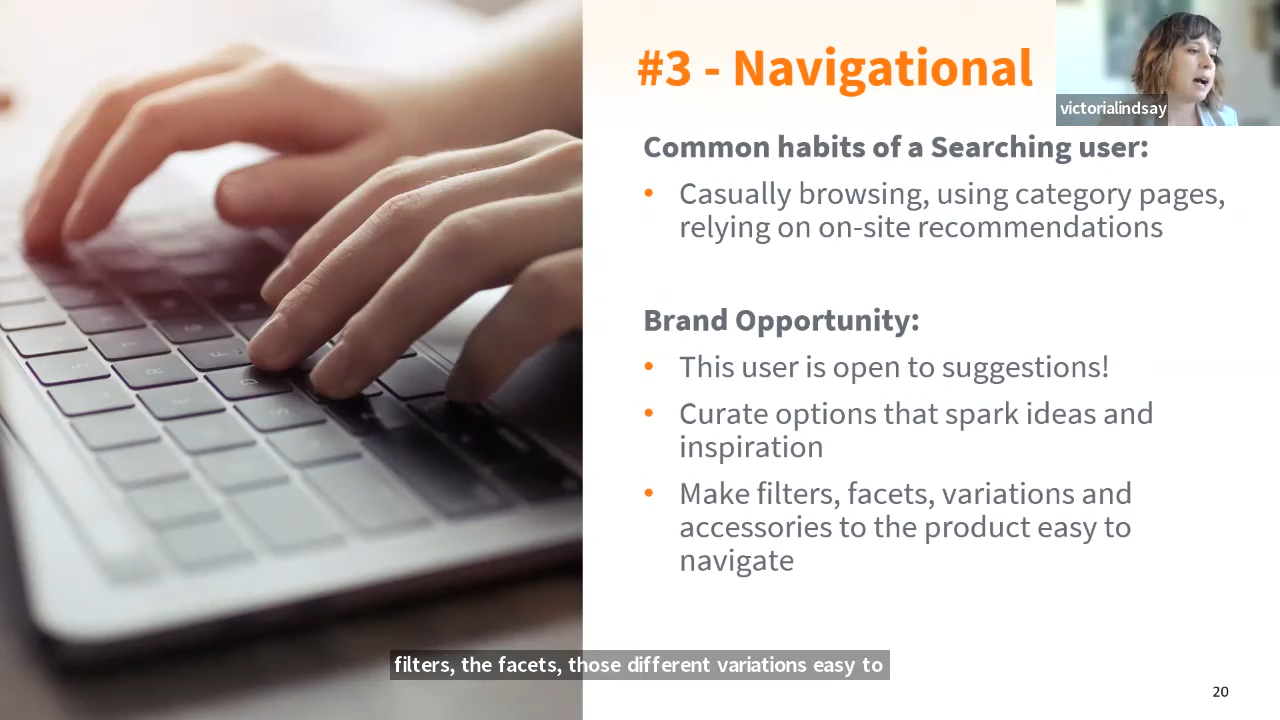 #3 - Navigational
victorialindsay
Common habits of a Searching user:
• Casually browsing, using category pages,
relying on on-site recommendations
Brand Opportunity:
• This user is open to suggestions!
• Curate options that spark ideas and
inspiration
• Make filters, facets, variations and
accessories to the product easy to
navigate
filters, the facets, those different variations easy to
20